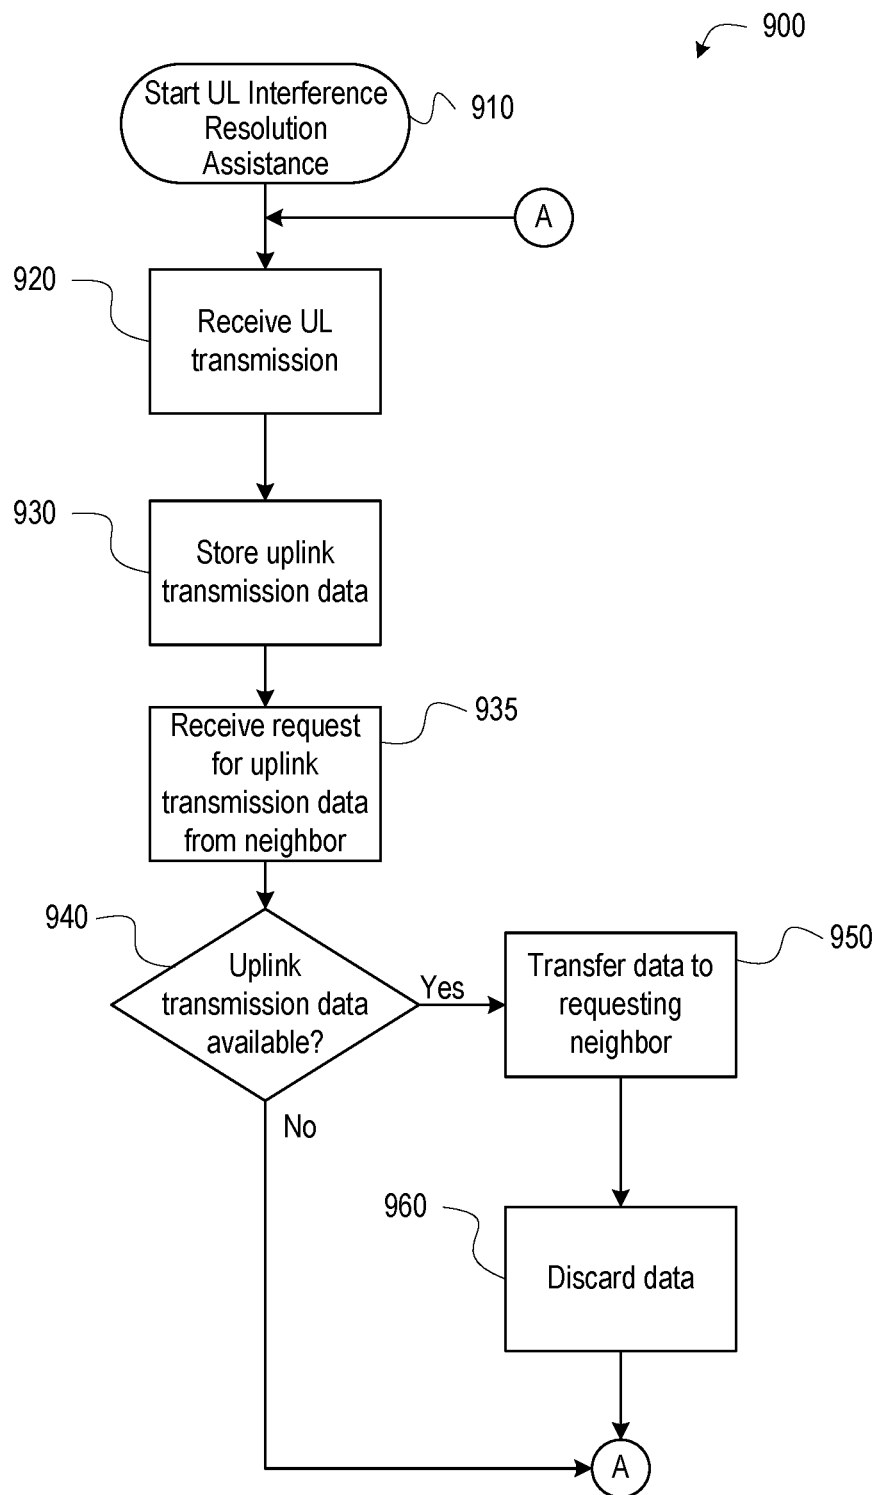 900
Start UL Interference
Resolution
Assistance
910
A
920
Receive UL
transmission
930
Store uplink
transmission data
935
Receive request
for uplink
transmission data
from neighbor
940
Uplink
transmission data
available?
Yes
950
Transfer data to
requesting
neighbor
No
960
Discard data
A